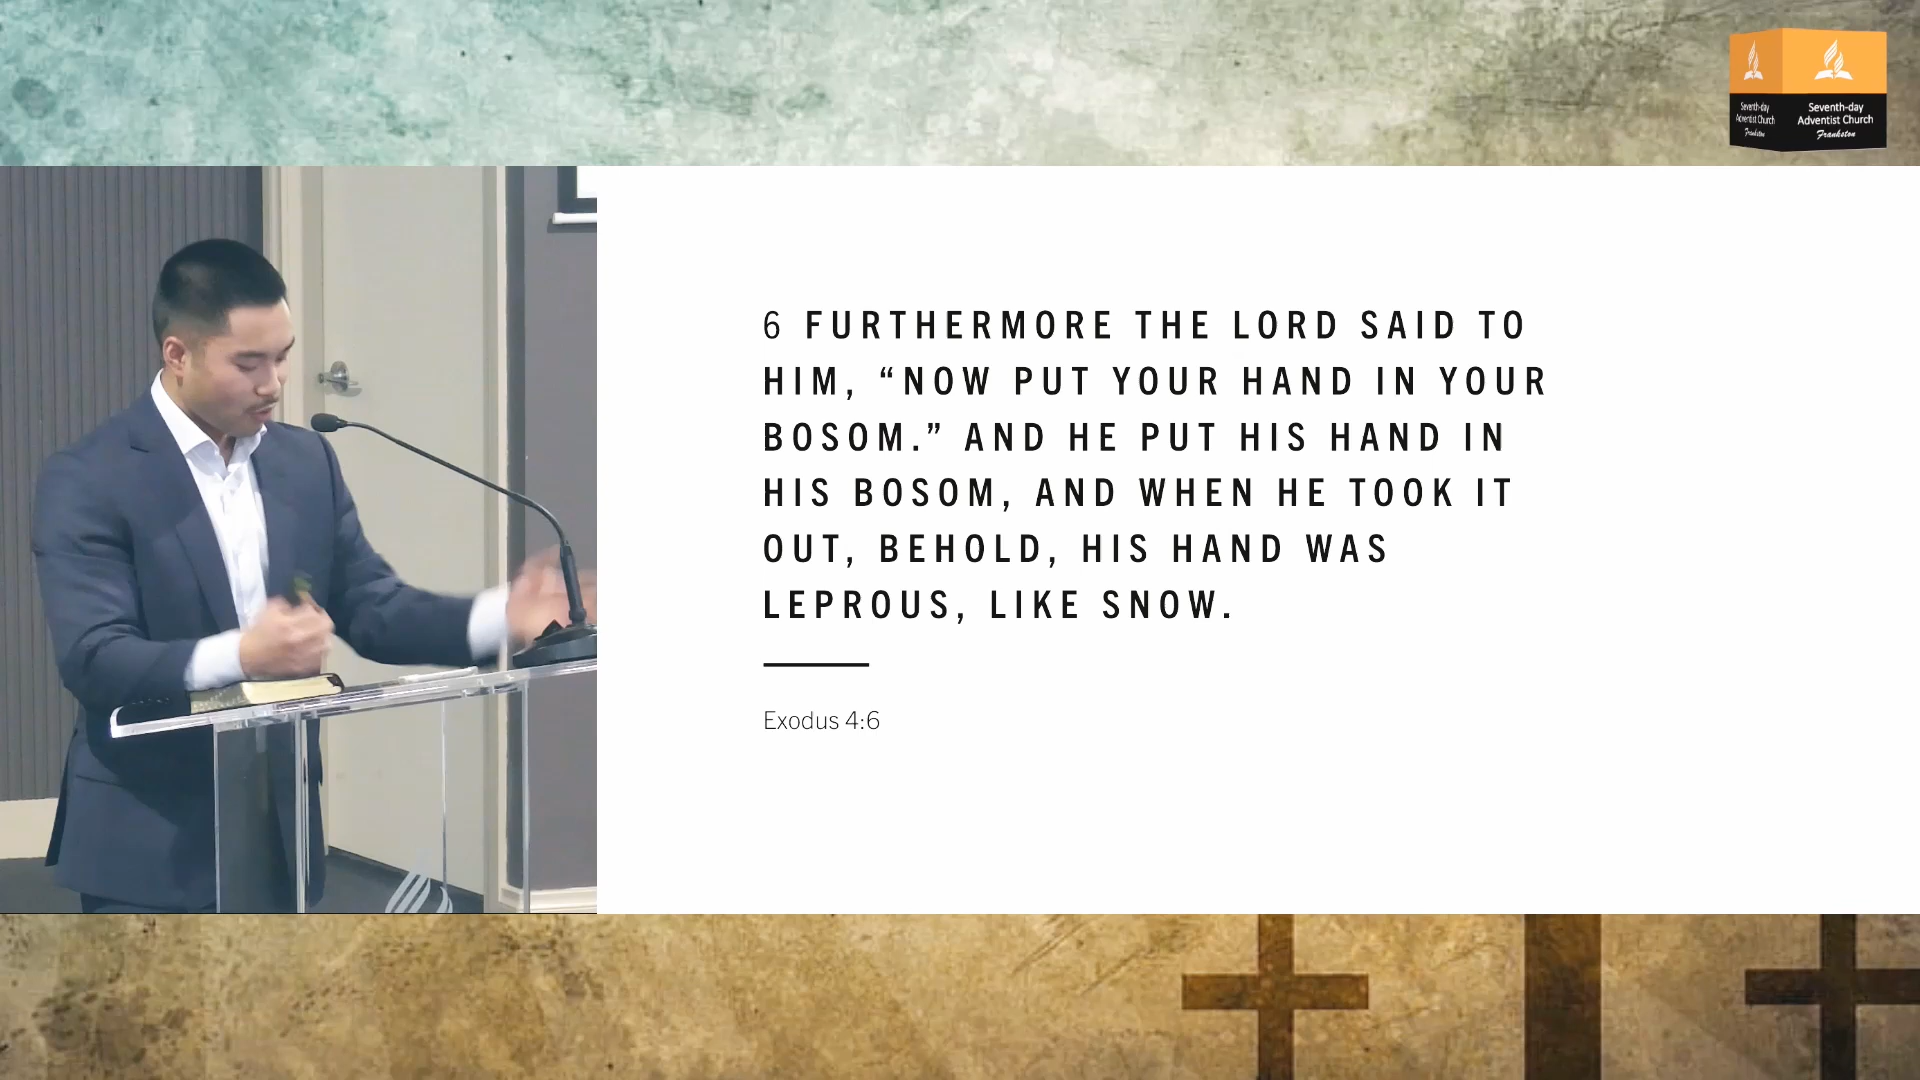 Seventh-day
Adventist Church
Frankston
Seventh-day
Adventist Church
Frankston
6 FURTHERMORE THE LORD SAID TO
HIM, “NOW PUT YOUR HAND IN YOUR
BOSOM.” AND HE PUT HIS HAND IN
HIS BOSOM, AND WHEN HE TOOK IT
OUT, BEHOLD, HIS HAND WAS
LEPROUS, LIKE SNOW.
Exodus 4:6